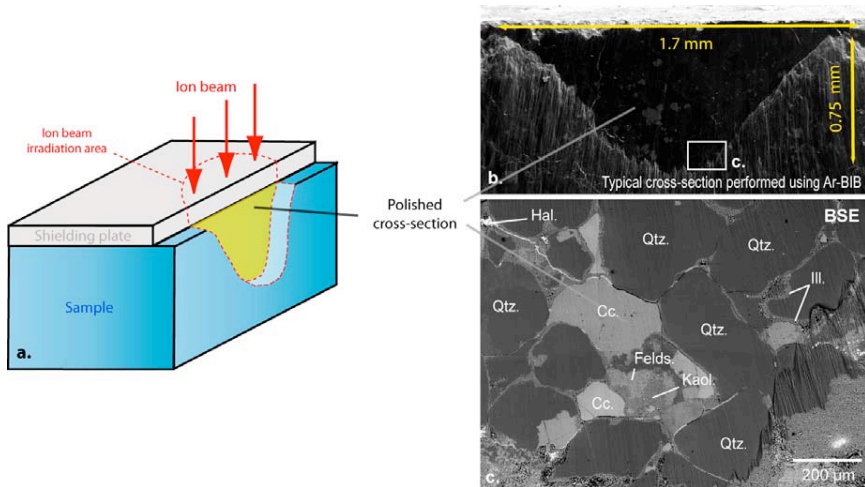 Ion beam
Ion beam
irradiation area
Shielding plate
Sample
a.
Polished
cross-section
1.7 mm
0.75 mm
c.
b.
Typical cross-section performed using Ar-BIB
BSE
Hal.
Qtz.
Qtz.
Ill.
Qtz.
Cc.
Qtz.
Felds.
Kaol.
Cc.
Qtz.
200 µm
c.